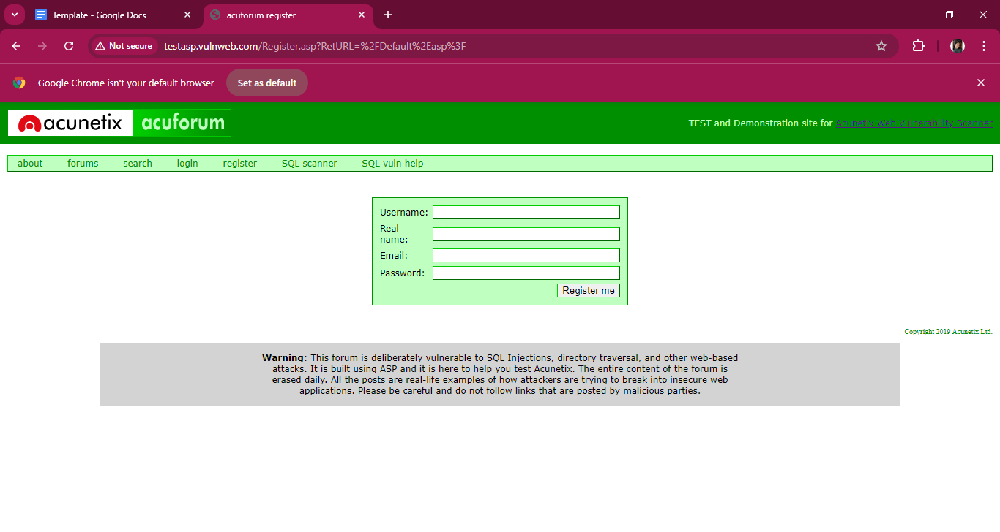 Template - Google Docs
acuforum register
Not secure
testasp.vulnweb.com/Register.asp?RetURL=%2FDefault%2Easp%3F
Google Chrome isn't your default browser
Set as default
acunetix acuforum
TEST and Demonstration site for Acunetix Web Vulnerability Scanner
about - forums - search - login - register - SQL scanner - SQL vuln help
Username:
Real
name:
Email:
Password:
Register me
Copyright 2019 Acunetix Ltd.
Warning: This forum is deliberately vulnerable to SQL Injections, directory traversal, and other web-based
attacks. It is built using ASP and it is here to help you test Acunetix. The entire content of the forum is
erased daily. All the posts are real-life examples of how attackers are trying to break into insecure web
applications. Please be careful and do not follow links that are posted by malicious parties.